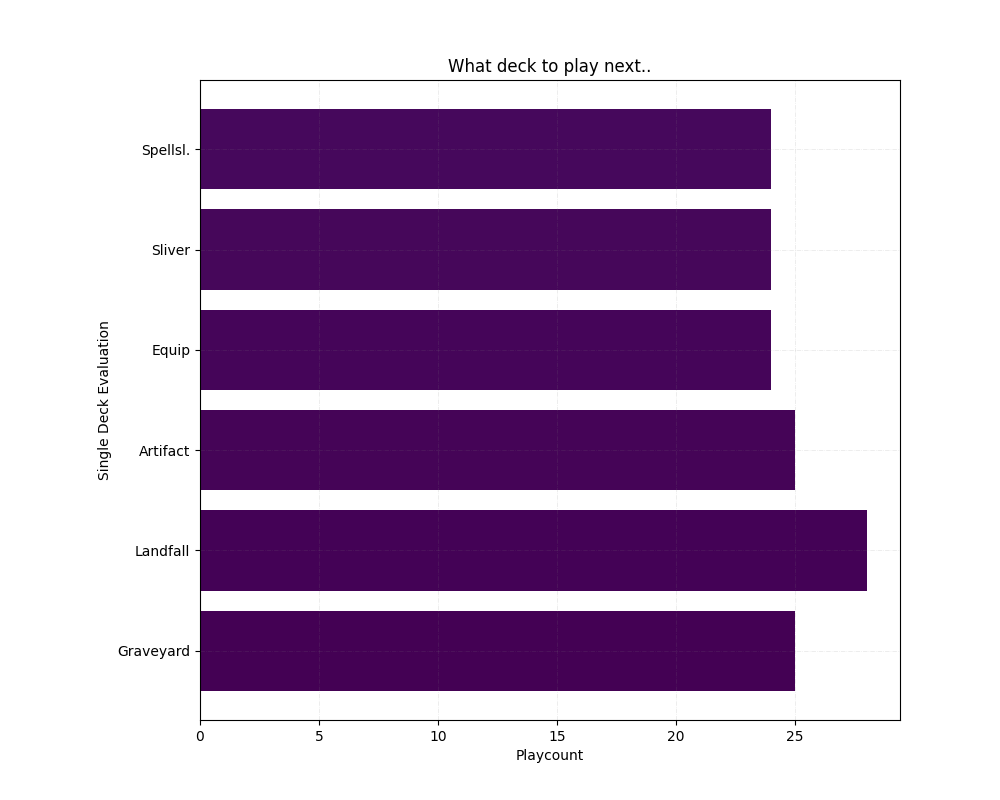 What deck to play next..
Single Deck Evaluation
Spellsl.
Sliver
Equip
Artifact
Landfall
Graveyard
0 5 10 15 20 25
Playcount